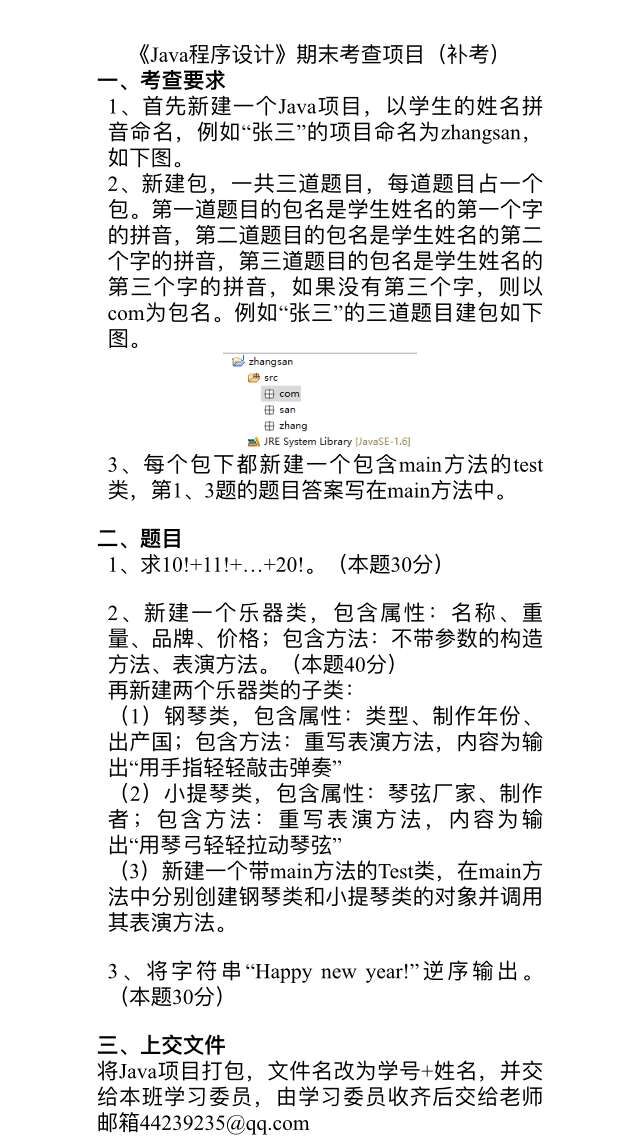 《Java程序设计》期末考查项目（补考）
一、考查要求
1、首先新建一个Java项目，以学生的姓名拼
音命名，例如“张三”的项目命名为zhangsan，
如下图。
2、新建包，一共三道题目，每道题目占一个
包。第一道题目的包名是学生姓名的第一个字
的拼音，第二道题目的包名是学生姓名的第二
个字的拼音，第三道题目的包名是学生姓名的
第三个字的拼音，如果没有第三个字，则以
com为包名。例如“张三”的三道题目建包如下
图。
zhangsan
src
com
san
zhang
JRE System Library [JavaSE-1.6]
3、每个包下都新建一个包含main方法的test
类，第1、3题的题目答案写在main方法中。
二、题目
1、求10!+11!+…+20!。（本题30分）
2、新建一个乐器类，包含属性：名称、重
量、品牌、价格；包含方法：不带参数的构造
方法、表演方法。（本题40分）
再新建两个乐器类的子类：
（1）钢琴类，包含属性：类型、制作年份、
出产国；包含方法：重写表演方法，内容为输
出“用手指轻轻敲击弹奏”
（2）小提琴类，包含属性：琴弦厂家、制作
者；包含方法：重写表演方法，内容为输
出“用琴弓轻轻拉动琴弦”
（3）新建一个带main方法的Test类，在main方
法中分别创建钢琴类和小提琴类的对象并调用
其表演方法。
3、将字符串“Happy new year!”逆序输出。
（本题30分）
三、上交文件
将Java项目打包，文件名改为学号+姓名，并交
给本班学习委员，由学习委员收齐后交给老师
邮箱44239235@qq.com